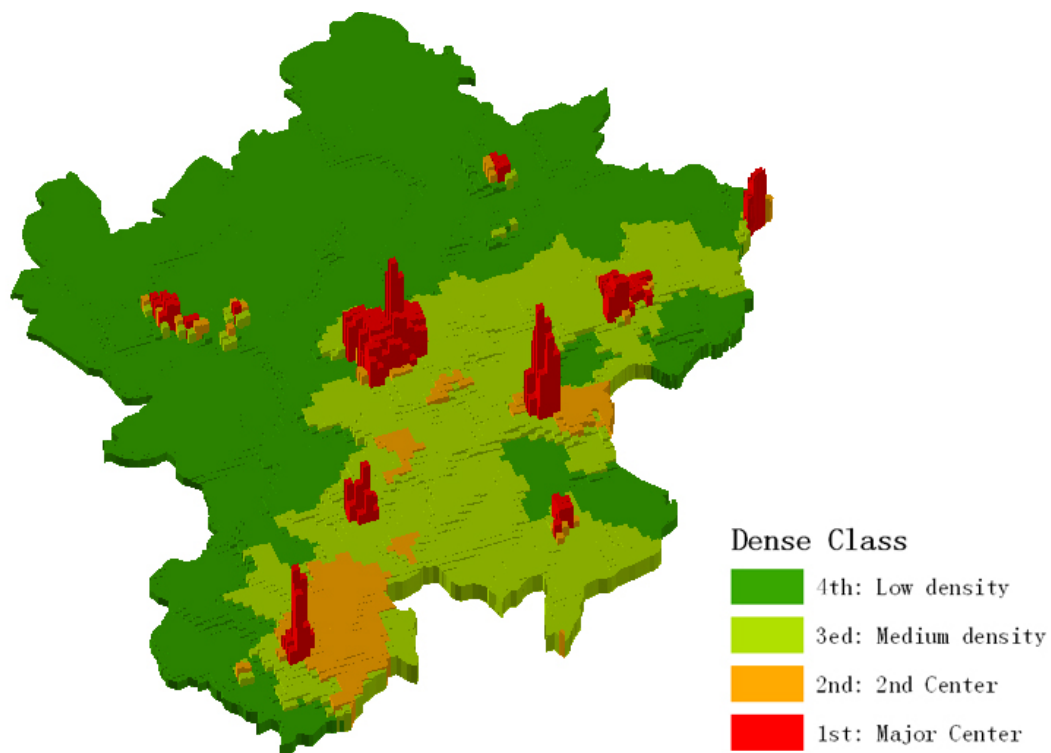 Dense Class
4th: Low density
3ed: Medium density
2nd: 2nd Center
1st: Major Center